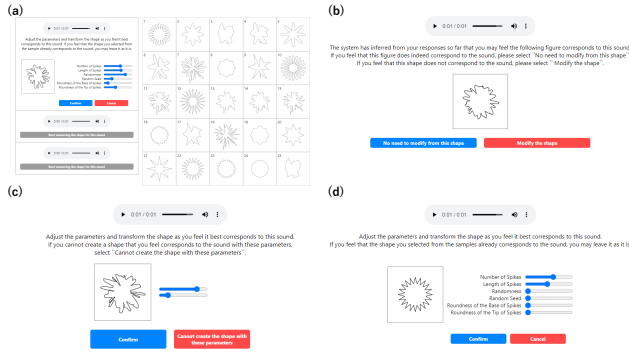 (a)
0:00 / 0:01
Adjust the parameters and transform the shape as you feel it best
corresponds to this sound. If you feel that the shape you selected from
the sample already corresponds to the sound, you may leave it as it is.
Number of Spikes
Length of Spikes
Randomness
Random Seed
Roundness of the Base of Spikes
Roundness of the Tip of Spikes
Confirm
Cancel
Start answering the shape for this sound
Start answering the shape for this sound
1 2 3 4 5
6 7 8 9 10
11 12 13 14 15
16 17 18 19 20
21 22 23 24 25
(b)
0:01 / 0:01
The system has inferred from your responses so far that you may feel the following figure corresponds to this sound
If you feel that this figure does indeed correspond to the sound, please select "No need to modify from this shape"
If you feel that this shape does not correspond to the sound, please select ``Modify the shape''.
No need to modify from this shape
Modify the shape
(c)
0:01 / 0:01
Adjust the parameters and transform the shape as you feel it best corresponds to this sound.
If you cannot create a shape that you feel corresponds to the sound with these parameters,
select ``Cannot create the shape with these parameters''.
Confirm
Cannot create the shape with
these parameters
(d)
0:01 / 0:01
Adjust the parameters and transform the shape as you feel it best corresponds to this sound.
If you feel that the shape you selected from the samples already corresponds to the sound, you may leave it as it is
Number of Spikes
Length of Spikes
Randomness
Random Seed
Roundness of the Base of Spikes
Roundness of the Tip of Spikes
Confirm
Cancel